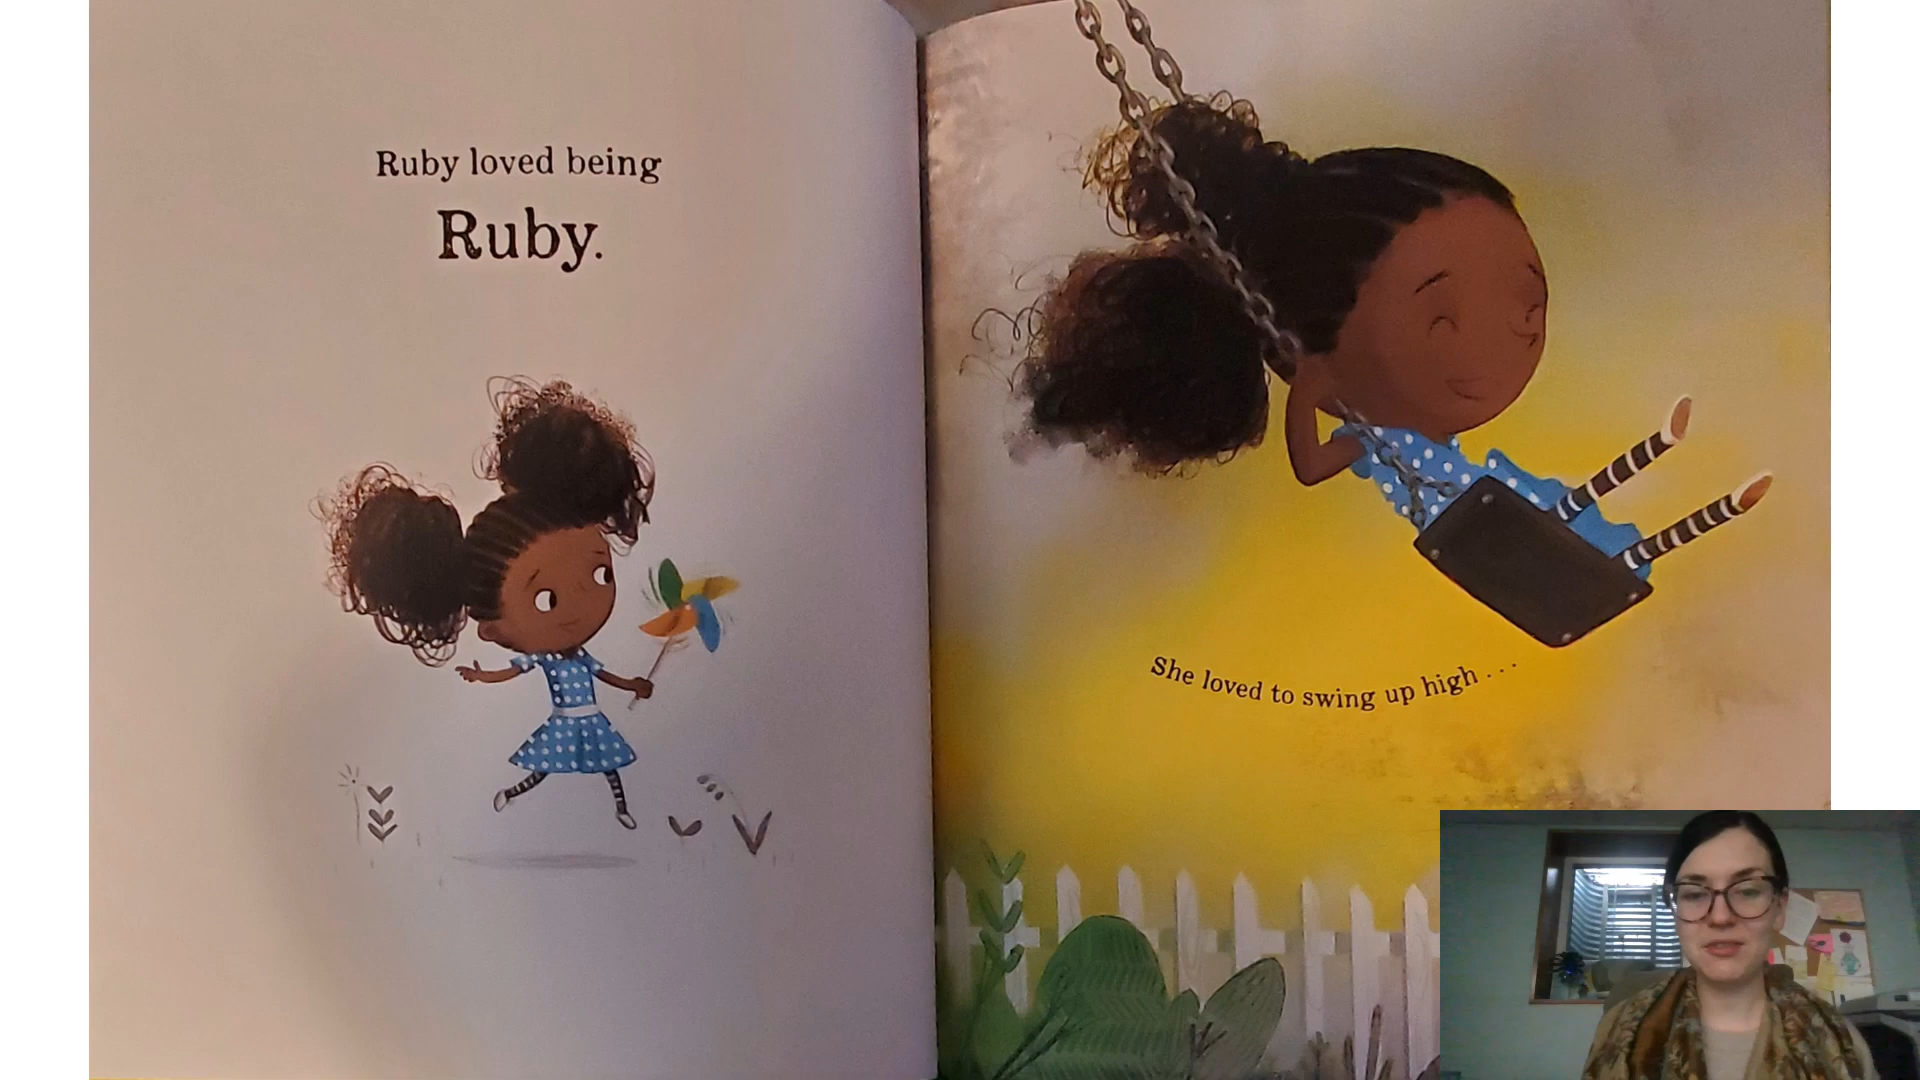 Ruby loved being
Ruby.
She loved to swing up high . . .